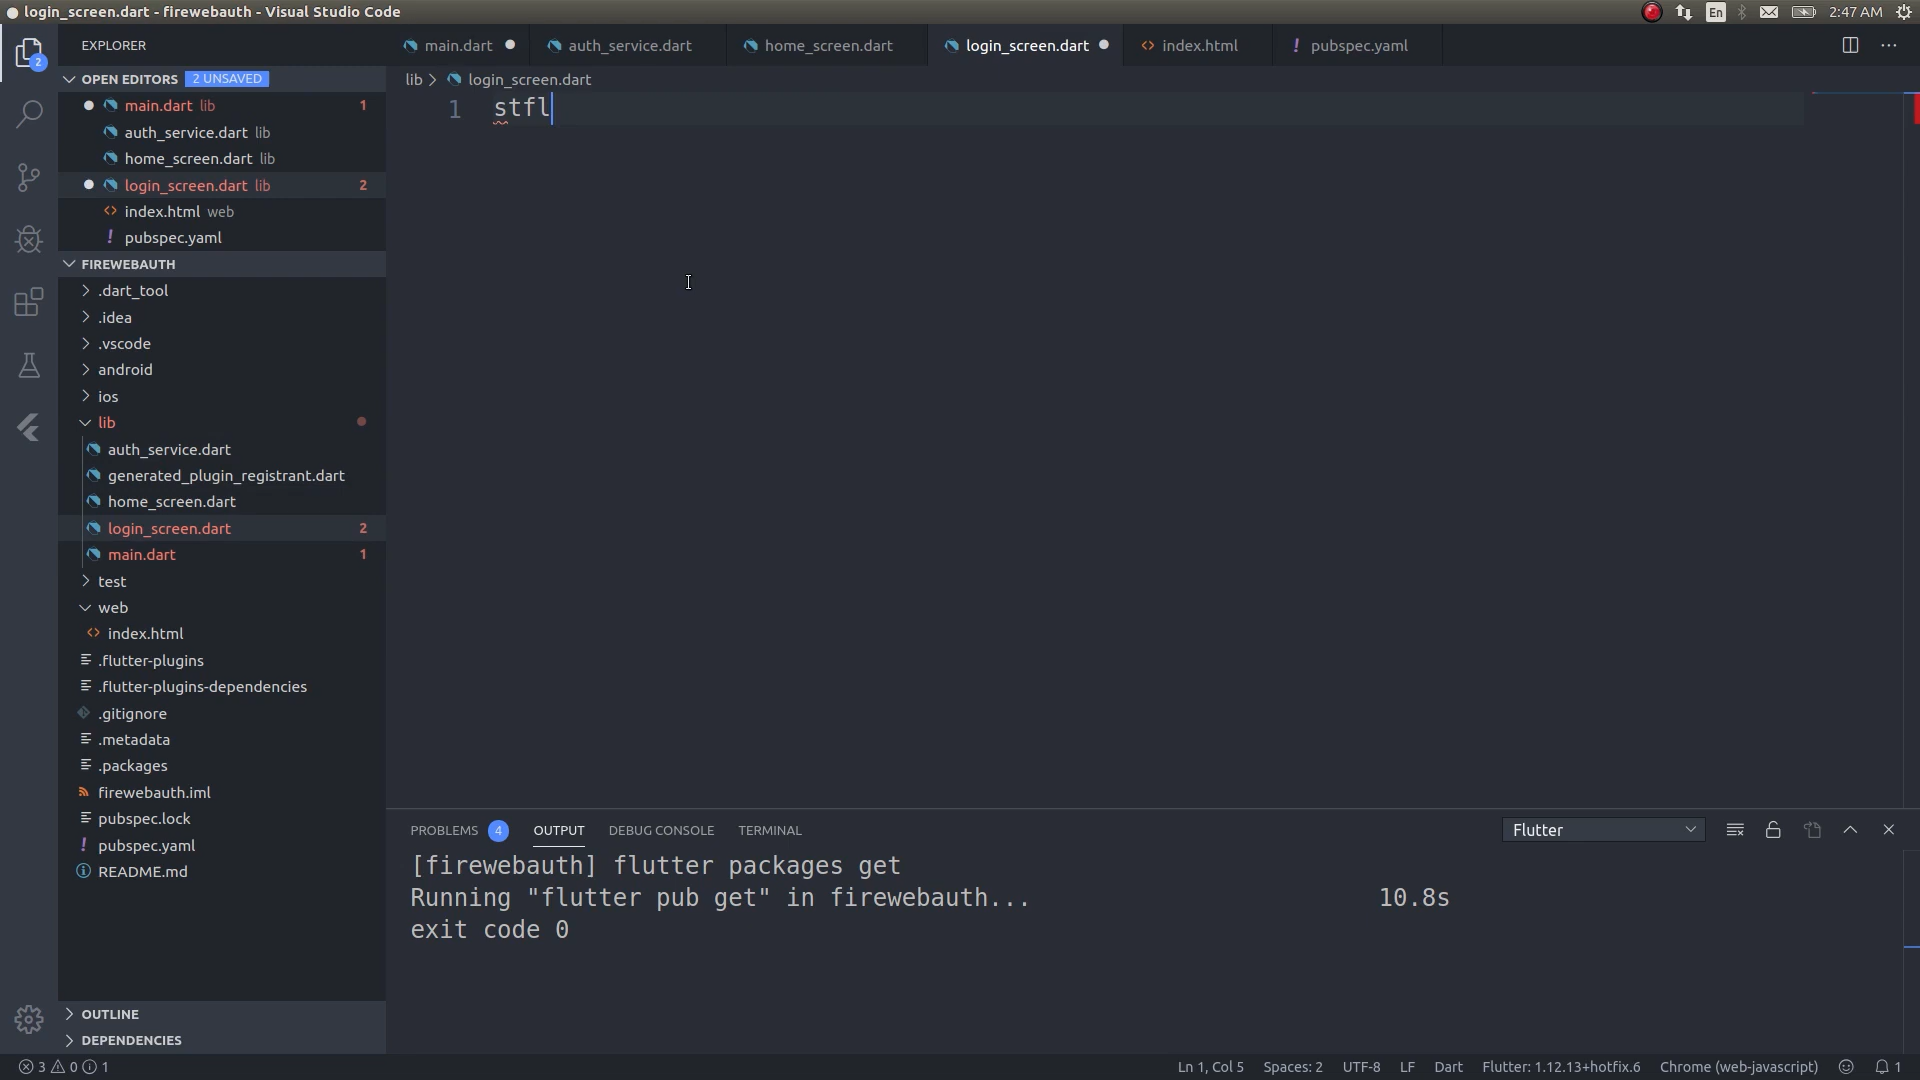 login_screen.dart - firewebauth - Visual Studio Code
En
2:47 AM
EXPLORER
main.dart
auth_service.dart
home_screen.dart
login_screen.dart
<> index.html
! pubspec.yaml
2
OPEN EDITORS 2 UNSAVED
main.dart lib 1
auth_service.dart lib
home_screen.dart lib
login_screen.dart lib 2
<> index.html web
! pubspec.yaml
lib > login_screen.dart
1 stfl
FIREWEBAUTH
.dart_tool
.idea
.vscode
android
ios
lib
auth_service.dart
generated_plugin_registrant.dart
home_screen.dart
login_screen.dart 2
main.dart 1
test
web
<> index.html
.flutter-plugins
.flutter-plugins-dependencies
.gitignore
.metadata
.packages
firewebauth.iml
pubspec.lock
! pubspec.yaml
README.md
OUTLINE
DEPENDENCIES
PROBLEMS 4 OUTPUT DEBUG CONSOLE TERMINAL
Flutter
[firewebauth] flutter packages get
Running "flutter pub get" in firewebauth... 10.8s
exit code 0
3 0 1
Ln 1, Col 5 Spaces: 2 UTF-8 LF Dart Flutter: 1.12.13+hotfix.6 Chrome (web-javascript) 1